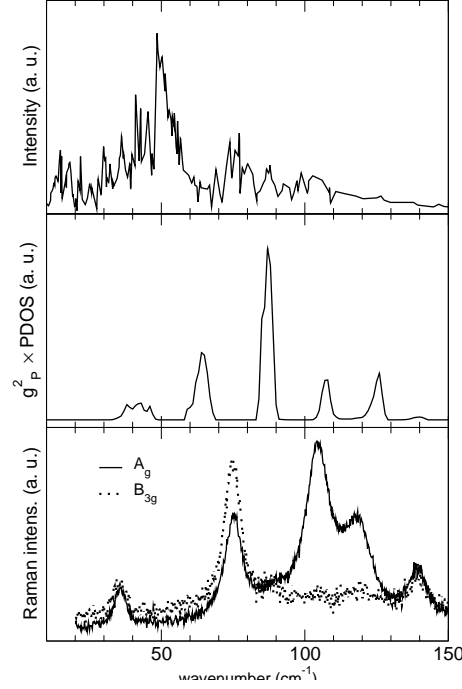 Intensity (a. u.)
g²P × PDOS (a. u.)
Raman intens. (a. u.)
Ag
B3g
50 100 150
wavenumber (cm⁻¹)